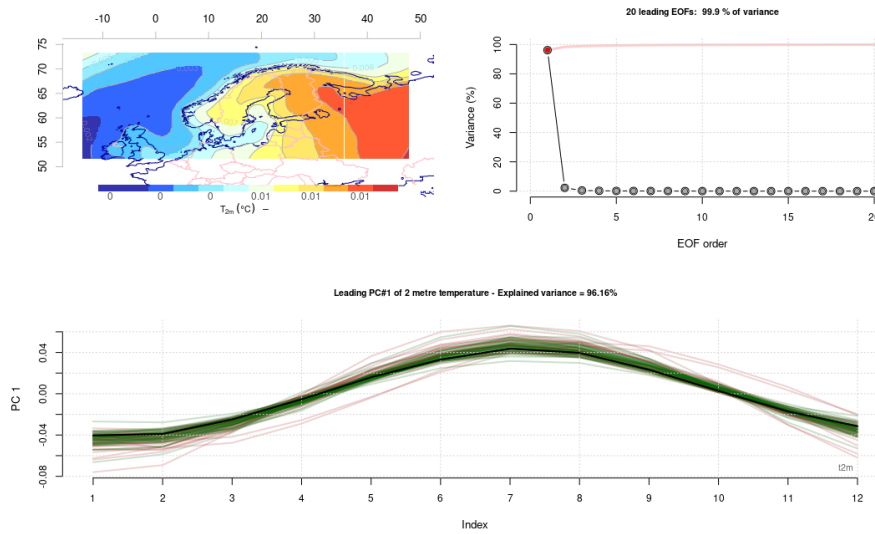 -10 0 10 20 30 40 50
75
70
65
60
55
50
0 0 0.01 0.01 0.01
T2m (°C) –
20 leading EOFs: 99.9 % of variance
Variance (%)
100
80
60
40
20
0
0 5 10 15
EOF order
Leading PC#1 of 2 metre temperature - Explained variance = 96.16%
PC 1
0.04
0.00
-0.04
-0.08
t2m
1 2 3 4 5 6 7 8 9 10 11 12
Index